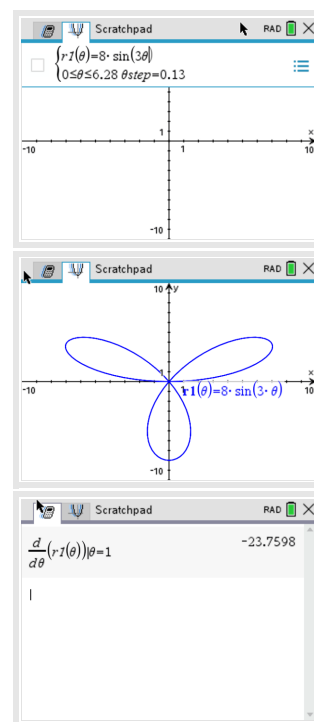 Scratchpad RAD
r1(θ)=8·sin(3θ)
0≤θ≤6.28 θstep=0.13
1
x
-10 1 10
-10
Scratchpad RAD
10 y
1
x
-10 r1(θ)=8·sin(3·θ) 10
-10
Scratchpad RAD
d/dθ(r1(θ))|θ=1 -23.7598